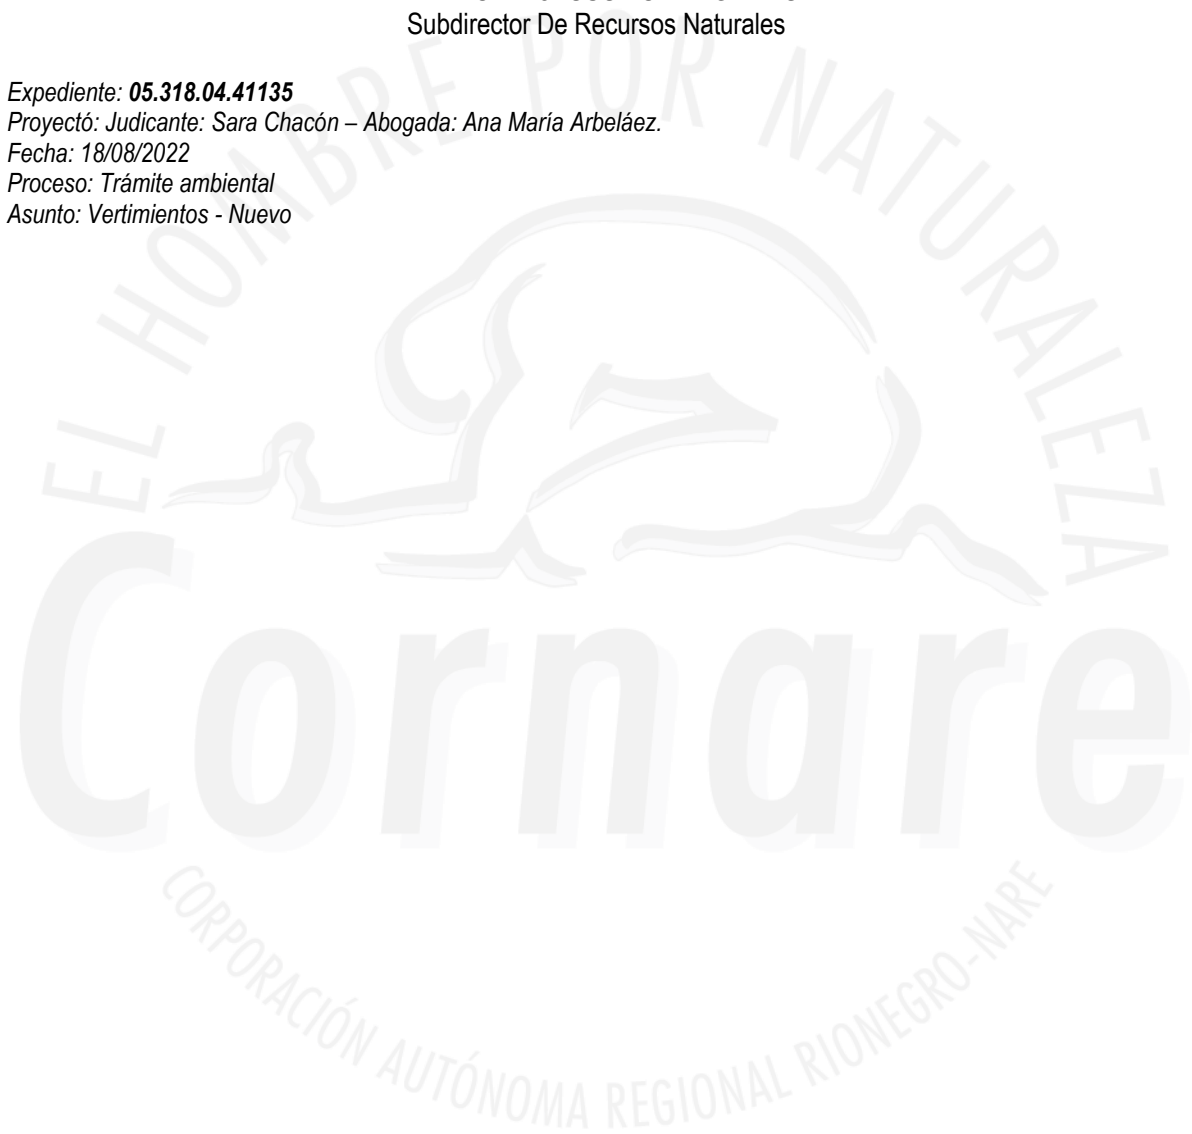 Subdirector De Recursos Naturales
Expediente: 05.318.04.41135
Proyectó: Judicante: Sara Chacón – Abogada: Ana María Arbeláez.
Fecha: 18/08/2022
Proceso: Trámite ambiental
Asunto: Vertimientos - Nuevo
EL HOMBRE POR NATURALEZA
Cornare
CORPORACIÓN AUTÓNOMA REGIONAL RIONEGRO-NARE